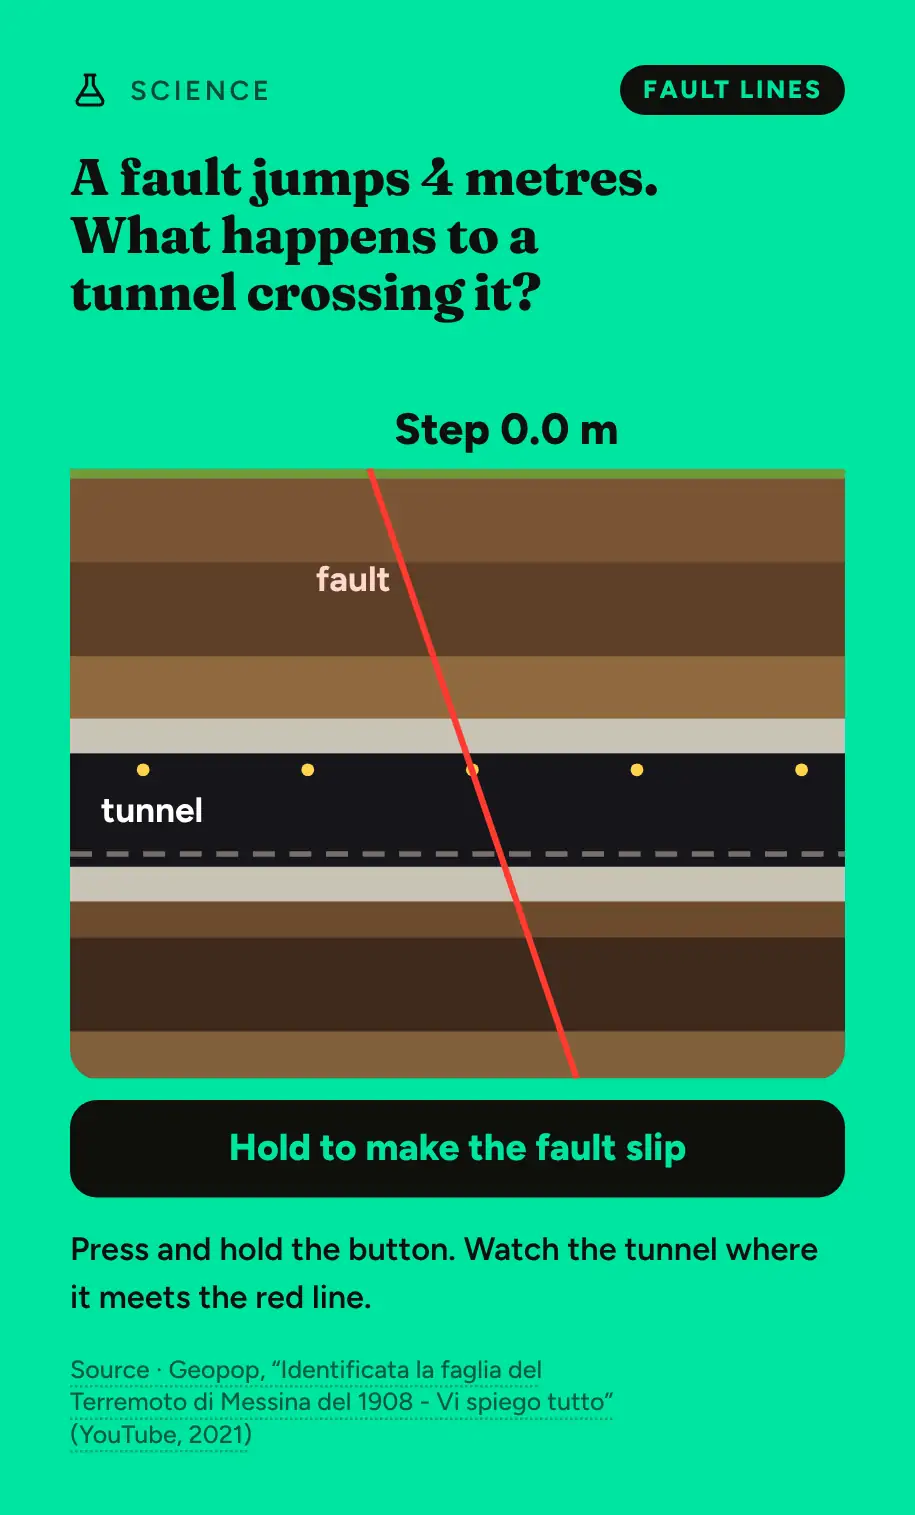 SCIENCE
FAULT LINES
A fault jumps 4 metres.
What happens to a
tunnel crossing it?
Step 0.0 m
fault
tunnel
Hold to make the fault slip
Press and hold the button. Watch the tunnel where
it meets the red line.
Source · Geopop, “Identificata la faglia del
Terremoto di Messina del 1908 - Vi spiego tutto”
(YouTube, 2021)